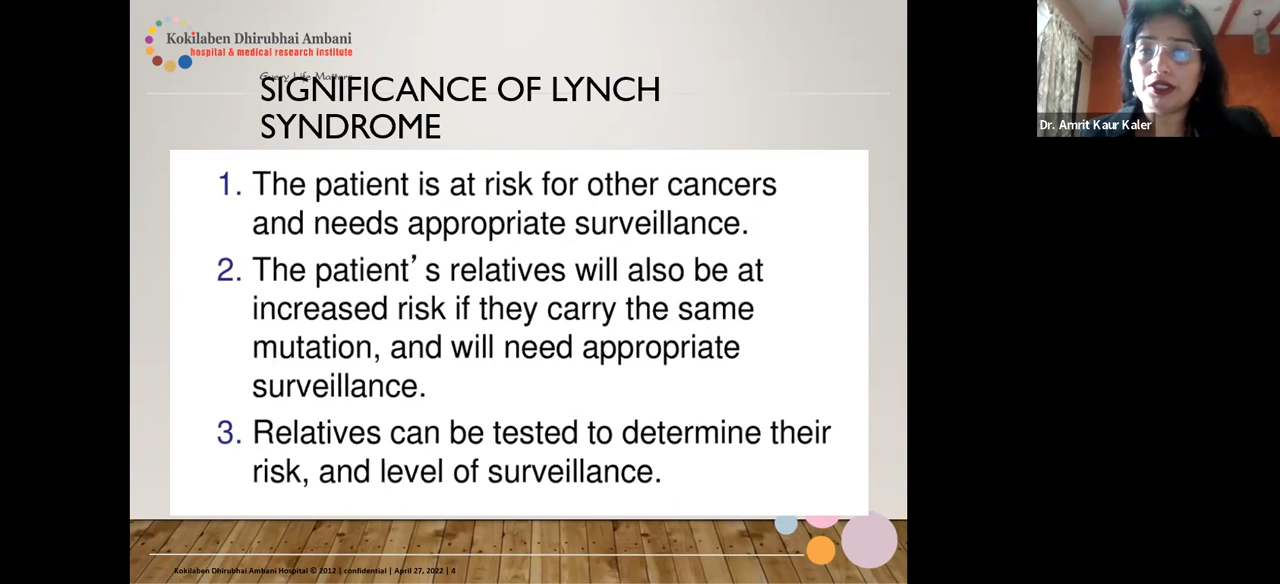 Kokilaben Dhirubhai Ambani
hospital & medical research institute
Every Life Matters
SIGNIFICANCE OF LYNCH
SYNDROME
1. The patient is at risk for other cancers
and needs appropriate surveillance.
2. The patient's relatives will also be at
increased risk if they carry the same
mutation, and will need appropriate
surveillance.
3. Relatives can be tested to determine their
risk, and level of surveillance.
Kokilaben Dhirubhai Ambani Hospital © 2012 | confidential | April 27, 2022 | 4
Dr. Amrit Kaur Kaler